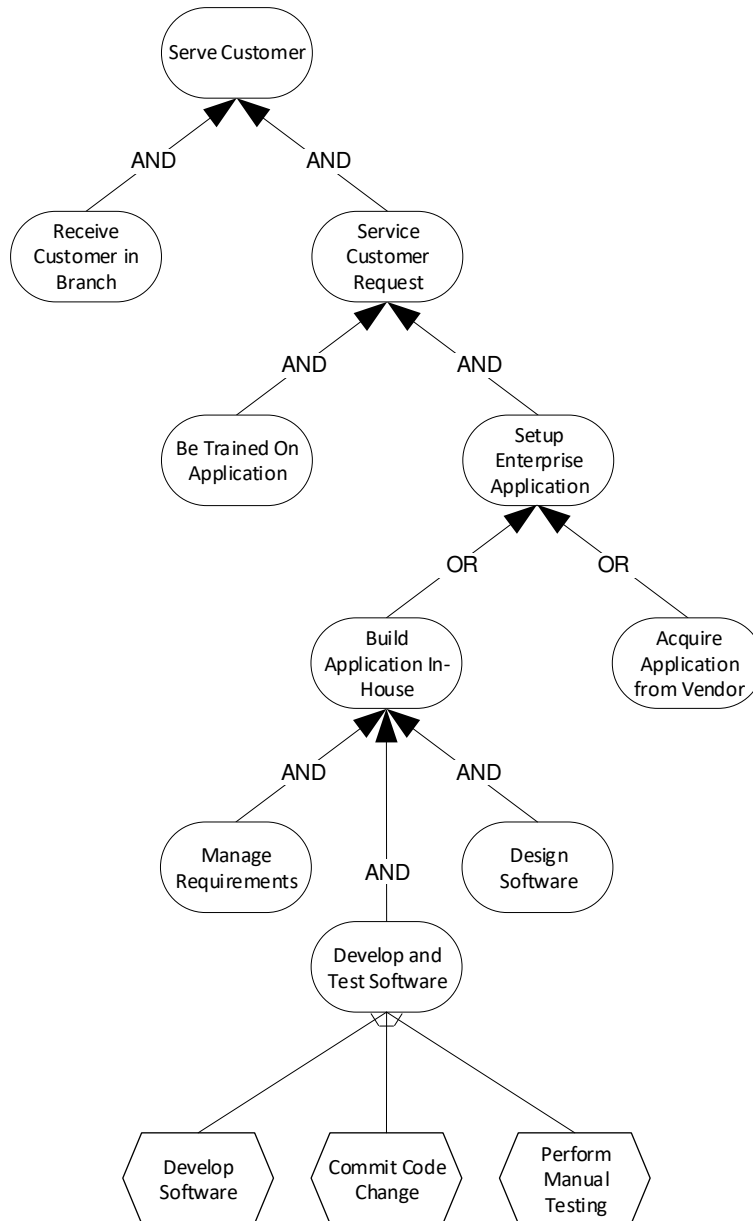 Serve Customer
AND
AND
Receive
Customer in
Branch
Service
Customer
Request
AND
AND
Be Trained On
Application
Setup
Enterprise
Application
OR
OR
Build
Application In-
House
Acquire
Application
from Vendor
AND
AND
AND
Manage
Requirements
Design
Software
Develop and
Test Software
Develop
Software
Commit Code
Change
Perform
Manual
Testing